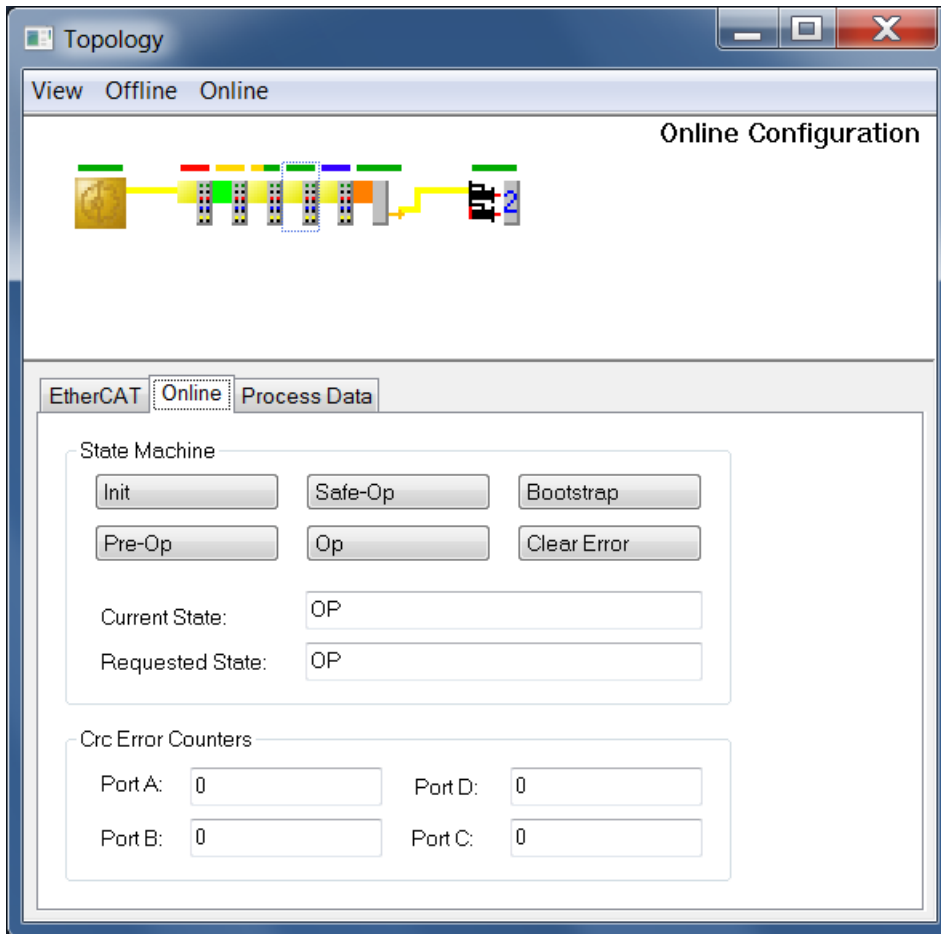 Topology
View Offline Online
Online Configuration
2
EtherCAT Online Process Data
State Machine
Init Safe-Op Bootstrap
Pre-Op Op Clear Error
Current State: OP
Requested State: OP
Crc Error Counters
Port A: 0 Port D: 0
Port B: 0 Port C: 0